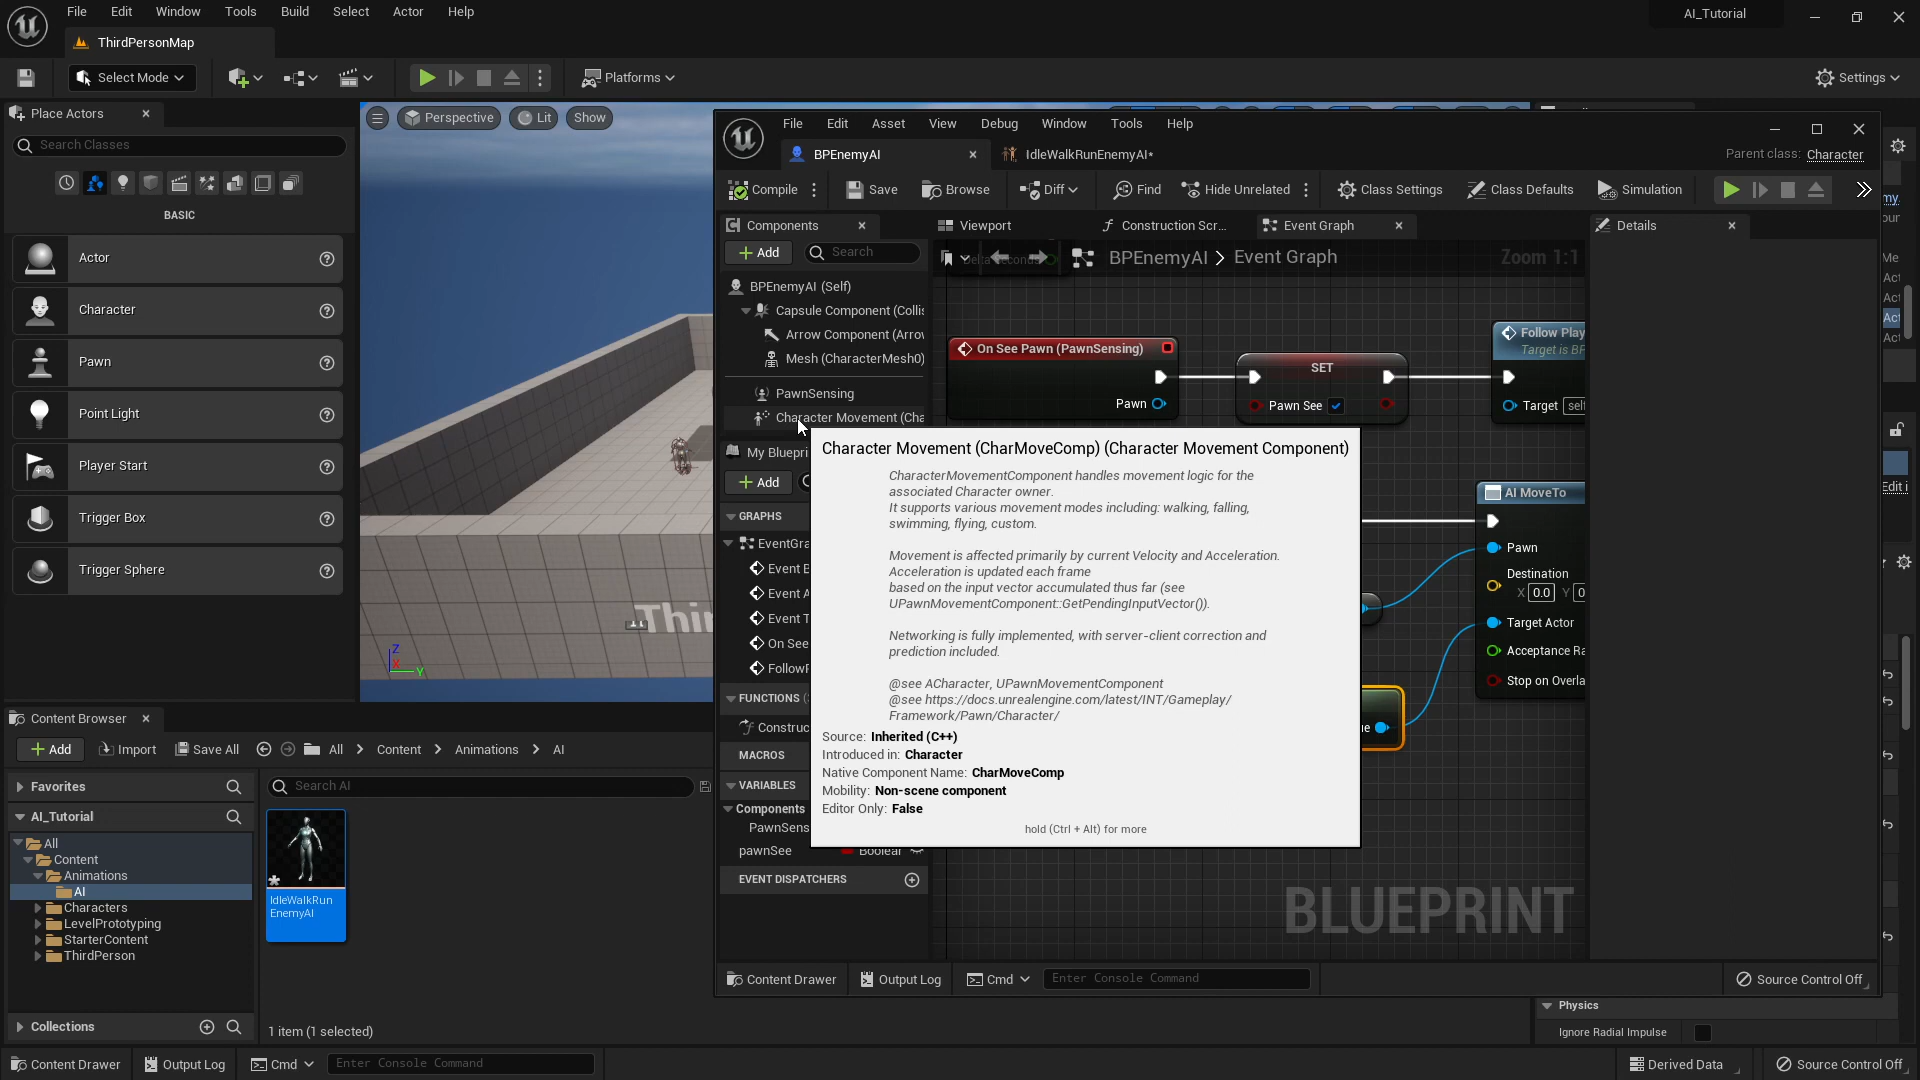 File Edit Window Tools Build Select Actor Help
AI_Tutorial
ThirdPersonMap
Select Mode
Platforms
Settings
Place Actors
Search Classes
BASIC
Actor
Character
Pawn
Point Light
Player Start
Trigger Box
Trigger Sphere
Perspective
Lit
Show
Z
X
Y
File Edit Asset View Debug Window Tools Help
BPEnemyAI
IdleWalkRunEnemyAI*
Parent class: Character
Compile
Save
Browse
Diff
Find
Hide Unrelated
Class Settings
Class Defaults
Simulation
Components
Add
Search
BPEnemyAI (Self)
Capsule Component (Collis
Arrow Component (Arrow
Mesh (CharacterMesh0)
PawnSensing
Character Movement (Cha
My Bluepri
Add
GRAPHS
EventGra
Event B
Event A
Event T
On See
FollowP
FUNCTIONS
Construc
MACROS
VARIABLES
Components
PawnSens
pawnSee
Boolear
EVENT DISPATCHERS
Viewport
Construction Scr...
Event Graph
Details
BPEnemyAI > Event Graph
Zoom 1:1
On See Pawn (PawnSensing)
Pawn
SET
Pawn See
Follow Play
Target is BP
Target
self
AI MoveTo
Pawn
Destination
X 0.0 Y 0
Target Actor
Acceptance Ra
Stop on Overla
BLUEPRINT
Character Movement (CharMoveComp) (Character Movement Component)
CharacterMovementComponent handles movement logic for the
associated Character owner.
It supports various movement modes including: walking, falling,
swimming, flying, custom.
Movement is affected primarily by current Velocity and Acceleration.
Acceleration is updated each frame
based on the input vector accumulated thus far (see
UPawnMovementComponent::GetPendingInputVector()).
Networking is fully implemented, with server-client correction and
prediction included.
@see ACharacter, UPawnMovementComponent
@see https://docs.unrealengine.com/latest/INT/Gameplay/
Framework/Pawn/Character/
Source: Inherited (C++)
Introduced in: Character
Native Component Name: CharMoveComp
Mobility: Non-scene component
Editor Only: False
hold (Ctrl + Alt) for more
Content Drawer
Output Log
Cmd
Enter Console Command
Source Control Off
Edit i
Physics
Ignore Radial Impulse
Content Browser
Add
Import
Save All
All > Content > Animations > AI
Favorites
Search AI
AI_Tutorial
All
Content
Animations
AI
Characters
LevelPrototyping
StarterContent
ThirdPerson
Collections
IdleWalkRun
EnemyAI
1 item (1 selected)
Content Drawer
Output Log
Cmd
Enter Console Command
Derived Data
Source Control Off